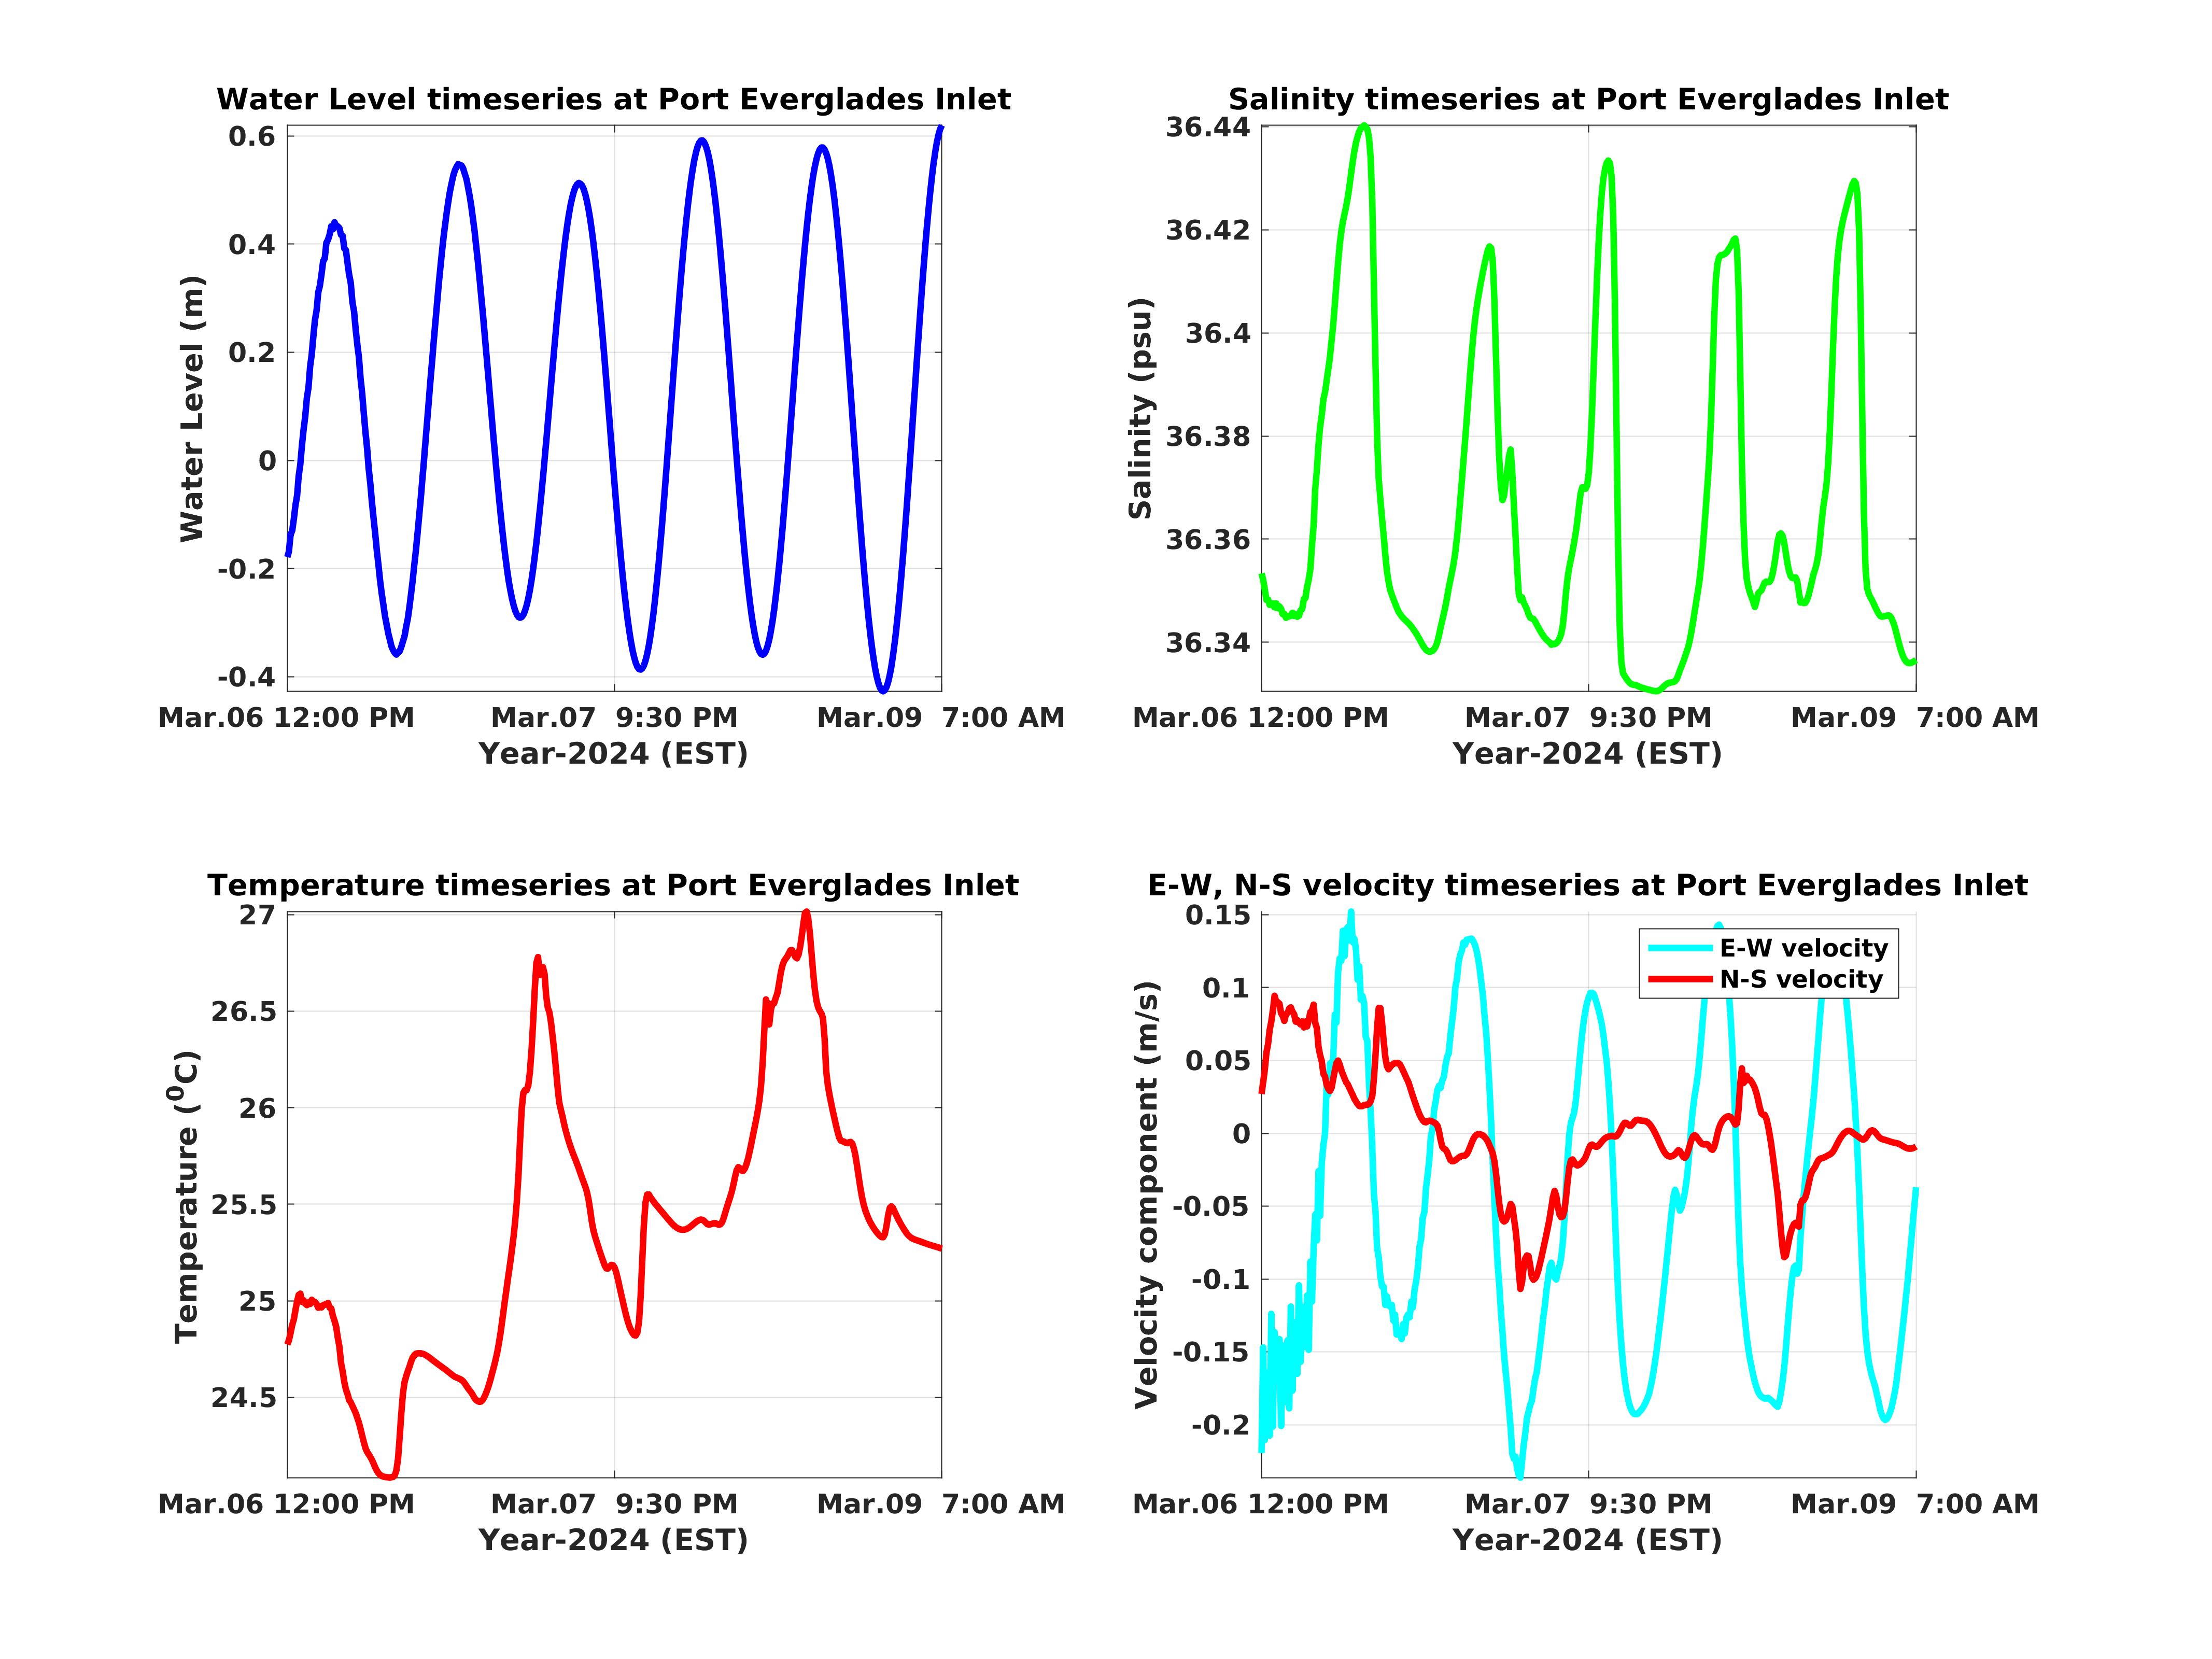 Water Level timeseries at Port Everglades Inlet
0.6
0.4
0.2
0
-0.2
-0.4
Water Level (m)
Mar.06 12:00 PM
Mar.07 9:30 PM
Mar.09 7:00 AM
Year-2024 (EST)
Salinity timeseries at Port Everglades Inlet
36.44
36.42
36.4
36.38
36.36
36.34
Salinity (psu)
Mar.06 12:00 PM
Mar.07 9:30 PM
Mar.09 7:00 AM
Year-2024 (EST)
Temperature timeseries at Port Everglades Inlet
27
26.5
26
25.5
25
24.5
Temperature (⁰C)
Mar.06 12:00 PM
Mar.07 9:30 PM
Mar.09 7:00 AM
Year-2024 (EST)
E-W, N-S velocity timeseries at Port Everglades Inlet
0.15
0.1
0.05
0
-0.05
-0.1
-0.15
-0.2
Velocity component (m/s)
E-W velocity
N-S velocity
Mar.06 12:00 PM
Mar.07 9:30 PM
Mar.09 7:00 AM
Year-2024 (EST)